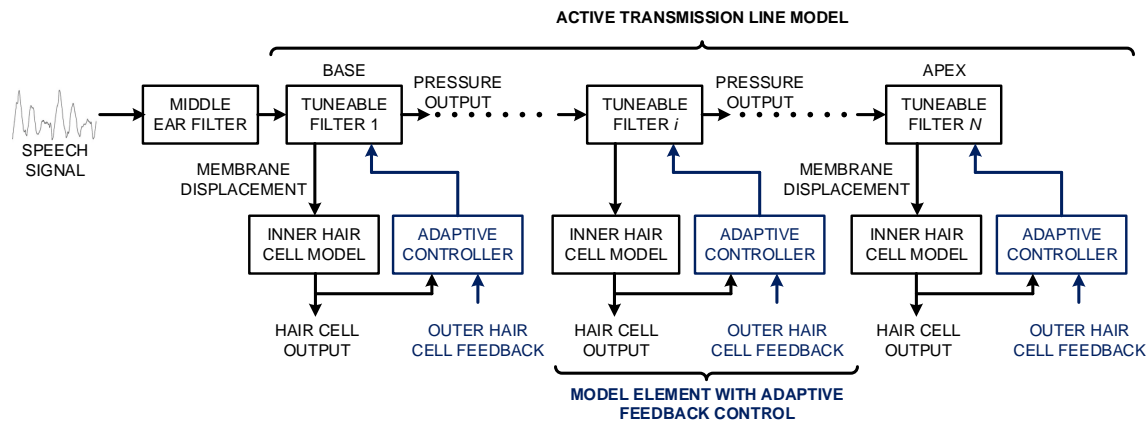 ACTIVE TRANSMISSION LINE MODEL
BASE
APEX
PRESSURE
OUTPUT
PRESSURE
OUTPUT
MIDDLE
EAR FILTER
TUNEABLE
FILTER 1
TUNEABLE
FILTER i
TUNEABLE
FILTER N
SPEECH
SIGNAL
MEMBRANE
DISPLACEMENT
MEMBRANE
DISPLACEMENT
INNER HAIR
CELL MODEL
ADAPTIVE
CONTROLLER
INNER HAIR
CELL MODEL
ADAPTIVE
CONTROLLER
INNER HAIR
CELL MODEL
ADAPTIVE
CONTROLLER
HAIR CELL
OUTPUT
OUTER HAIR
CELL FEEDBACK
HAIR CELL
OUTPUT
OUTER HAIR
CELL FEEDBACK
HAIR CELL
OUTPUT
OUTER HAIR
CELL FEEDBACK
MODEL ELEMENT WITH ADAPTIVE
FEEDBACK CONTROL